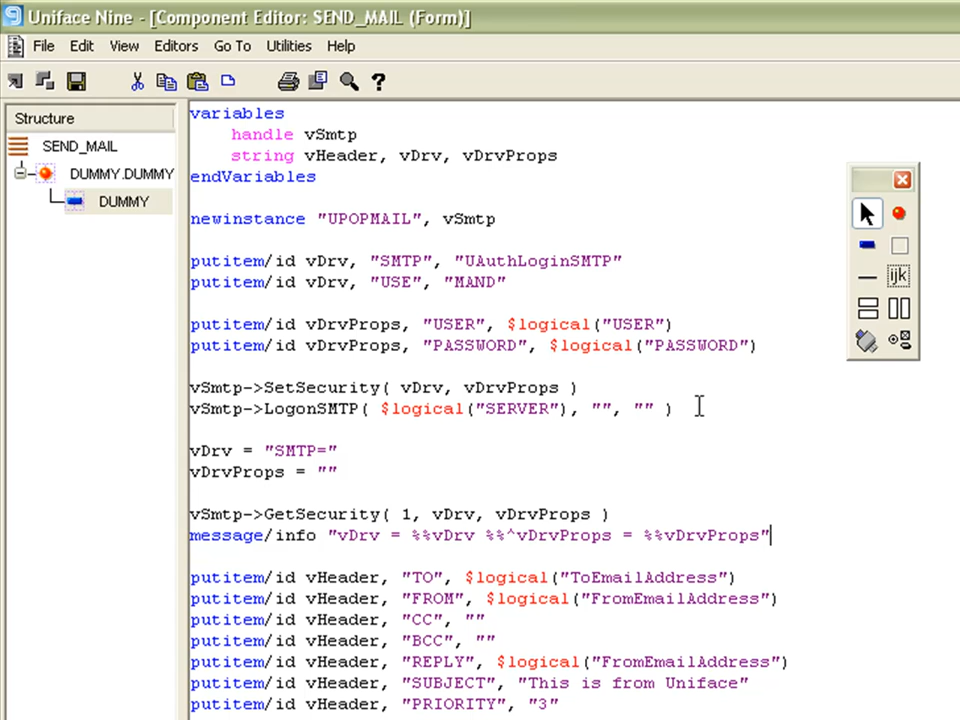 Uniface Nine - [Component Editor: SEND_MAIL (Form)]
File Edit View Editors Go To Utilities Help
Structure
SEND_MAIL
DUMMY.DUMMY
DUMMY
variables
handle vSmtp
string vHeader, vDrv, vDrvProps
endVariables
newinstance "UPOPMAIL", vSmtp
putitem/id vDrv, "SMTP", "UAuthLoginSMTP"
putitem/id vDrv, "USE", "MAND"
putitem/id vDrvProps, "USER", $logical("USER")
putitem/id vDrvProps, "PASSWORD", $logical("PASSWORD")
vSmtp->SetSecurity( vDrv, vDrvProps )
vSmtp->LogonSMTP( $logical("SERVER"), "", "" )
vDrv = "SMTP="
vDrvProps = ""
vSmtp->GetSecurity( 1, vDrv, vDrvProps )
message/info "vDrv = %%vDrv %%^vDrvProps = %%vDrvProps"
putitem/id vHeader, "TO", $logical("ToEmailAddress")
putitem/id vHeader, "FROM", $logical("FromEmailAddress")
putitem/id vHeader, "CC", ""
putitem/id vHeader, "BCC", ""
putitem/id vHeader, "REPLY", $logical("FromEmailAddress")
putitem/id vHeader, "SUBJECT", "This is from Uniface"
putitem/id vHeader, "PRIORITY", "3"
ijk